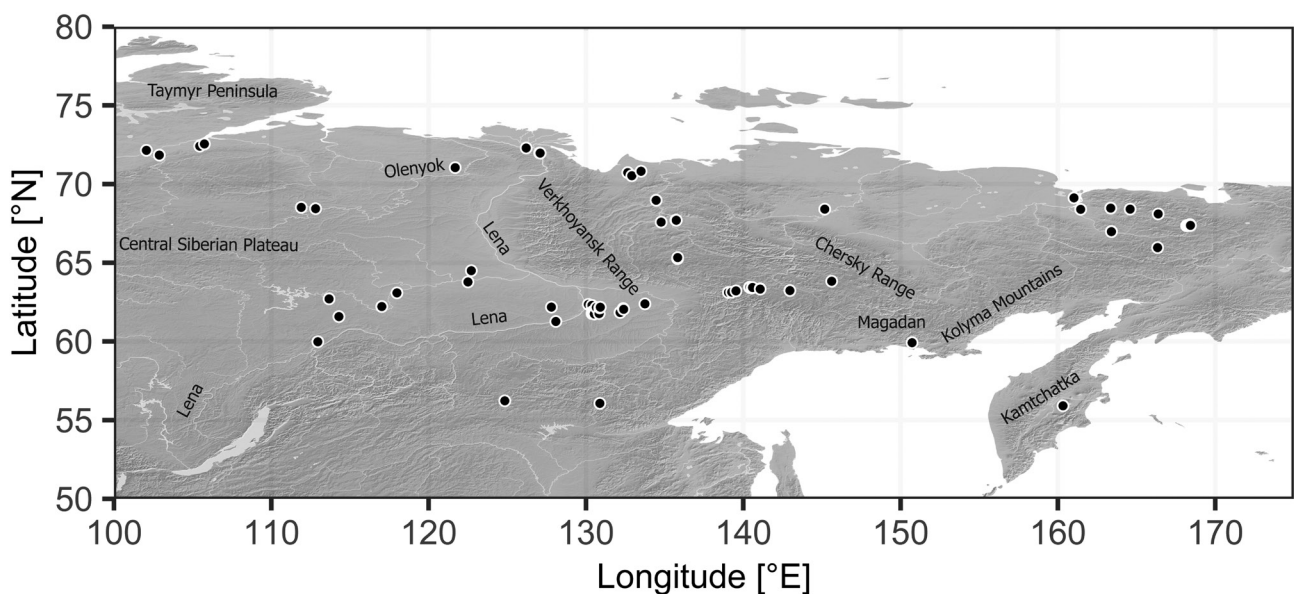 80
Taymyr Peninsula
75
Olenyok
70
Verkhoyansk Range
Lena
Central Siberian Plateau
65
Chersky Range
Kolyma Mountains
Lena
Magadan
60
Lena
Kamtchatka
55
50
100
110
120
130
140
150
160
170
Latitude [°N]
Longitude [°E]